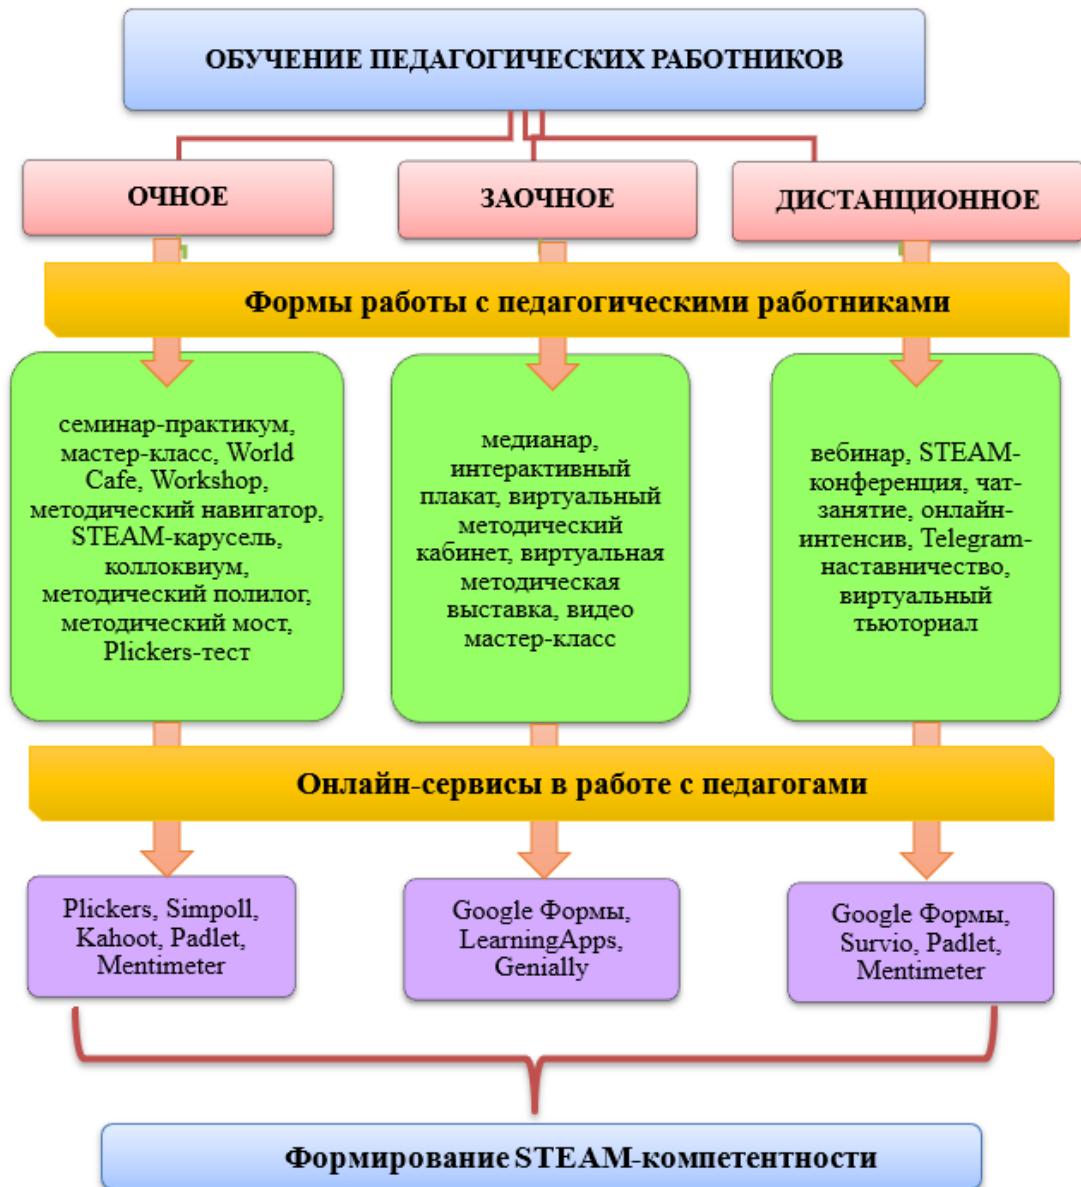 ОБУЧЕНИЕ ПЕДАГОГИЧЕСКИХ РАБОТНИКОВ
ОЧНОЕ
ЗАОЧНОЕ
ДИСТАНЦИОННОЕ
Формы работы с педагогическими работниками
семинар-практикум,
мастер-класс, World
Cafe, Workshop,
методический навигатор,
STEAM-карусель,
коллоквиум,
методический полилог,
методический мост,
Plickers-тест
медианар,
интерактивный
плакат, виртуальный
методический
кабинет, виртуальная
методическая
выставка, видео
мастер-класс
вебинар, STEAM-
конференция, чат-
занятие, онлайн-
интенсив, Telegram-
наставничество,
виртуальный
тьюториал
Онлайн-сервисы в работе с педагогами
Plickers, Simpoll,
Kahoot, Padlet,
Mentimeter
Google Формы,
LearningApps,
Genially
Google Формы,
Survio, Padlet,
Mentimeter
Формирование STEAM-компетентности